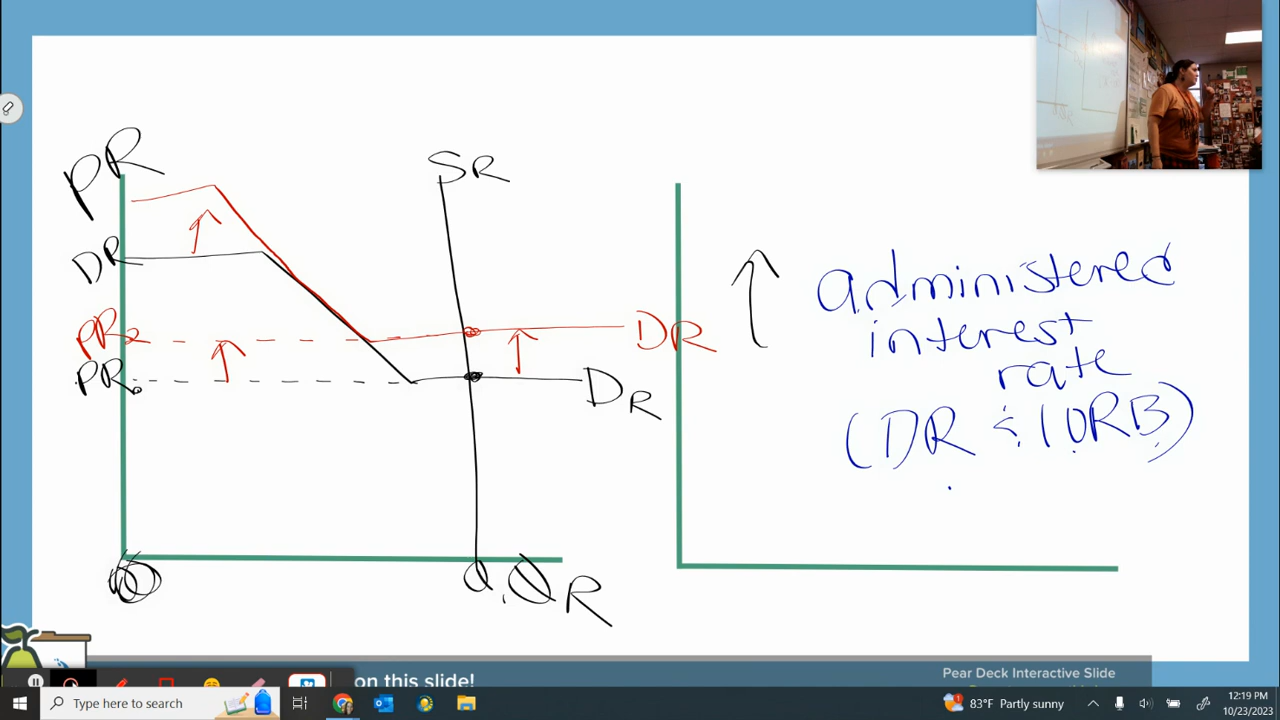 PR
SR
DR
PR2
DR
PR1
DR
QR
↑ administered
interest
rate
(DR & IORB)
on this slide!
Pear Deck Interactive Slide
Type here to search
83°F Partly sunny
12:19 PM
10/23/2023